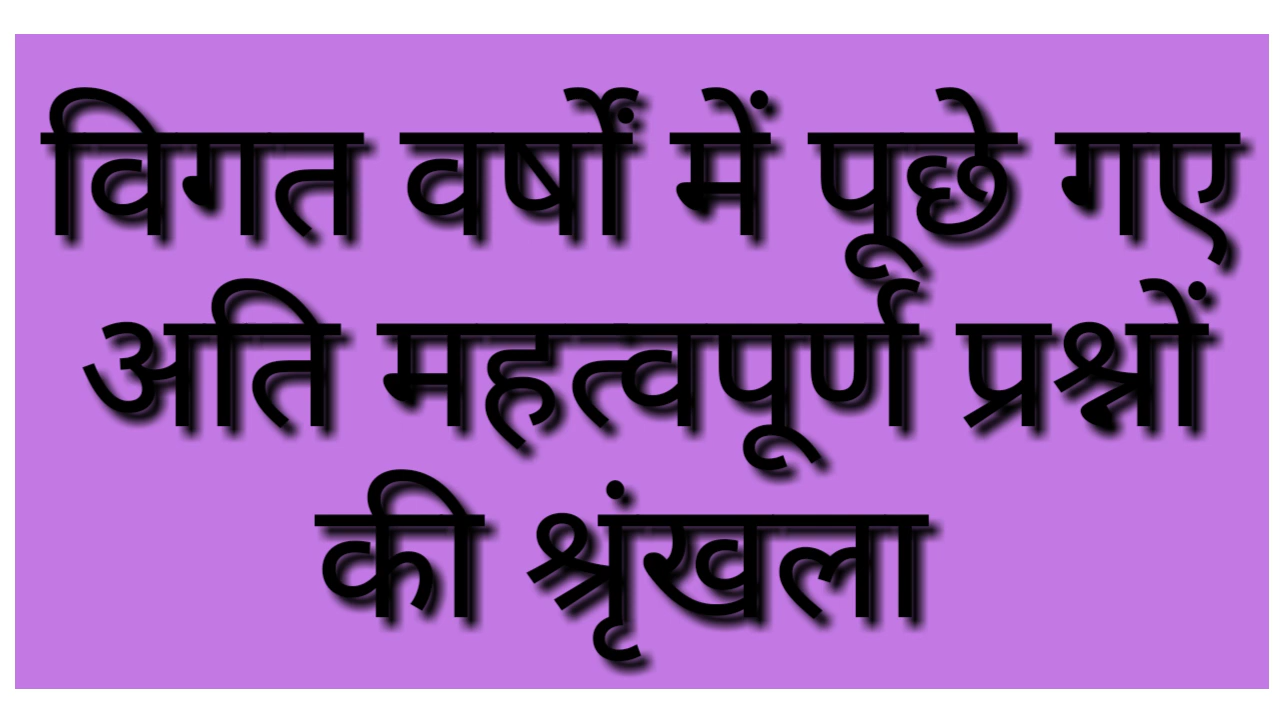 विगत वर्षों में पूछे गए
अति महत्वपूर्ण प्रश्नों
की श्रृंखला